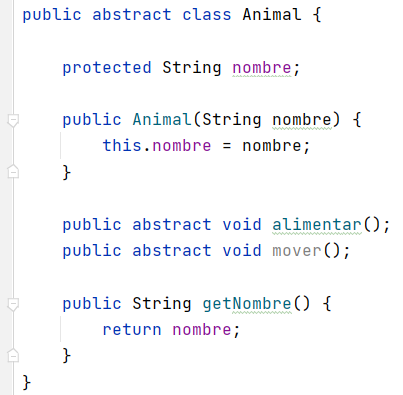 public abstract class Animal {
protected String nombre;
public Animal(String nombre) {
this.nombre = nombre;
}
public abstract void alimentar();
public abstract void mover();
public String getNombre() {
return nombre;
}
}